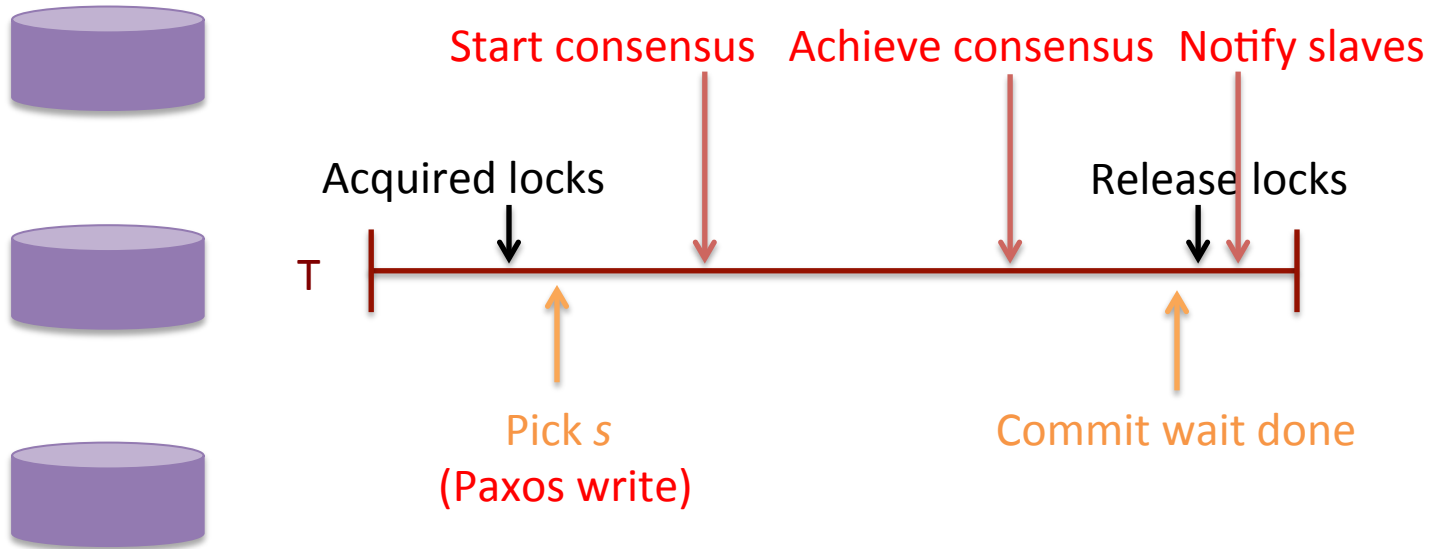 Start consensus Achieve consensus Notify slaves
Acquired locks Release locks
T
Pick s Commit wait done
(Paxos write)